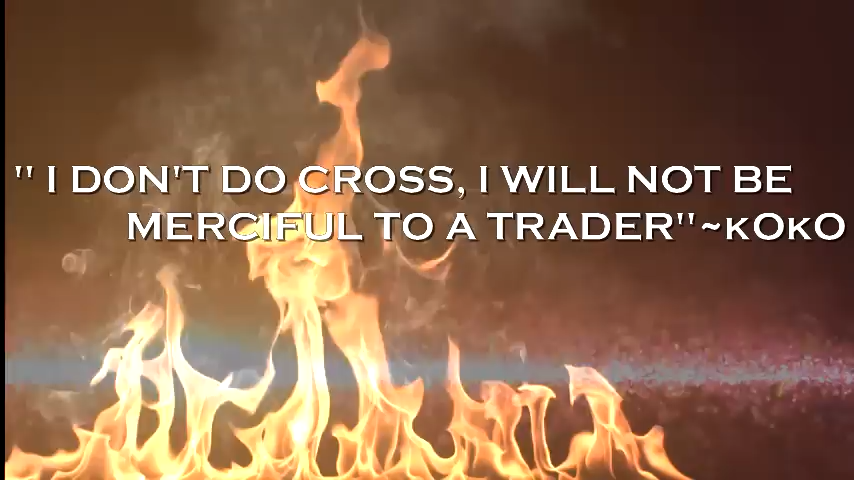 " I DON'T DO CROSS, I WILL NOT BE
MERCIFUL TO A TRADER"~KOKO